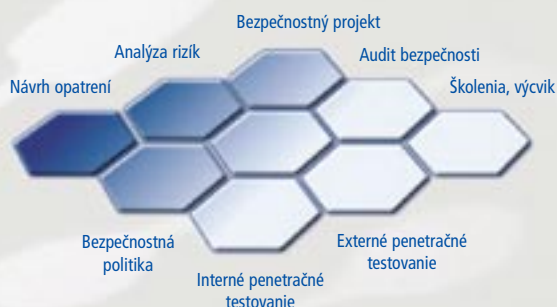 Bezpečnostný projekt
Analýza rizík
Audit bezpečnosti
Návrh opatrení
Školenia, výcvik
Bezpečnostná
politika
Externé penetračné
testovanie
Interné penetračné
testovanie